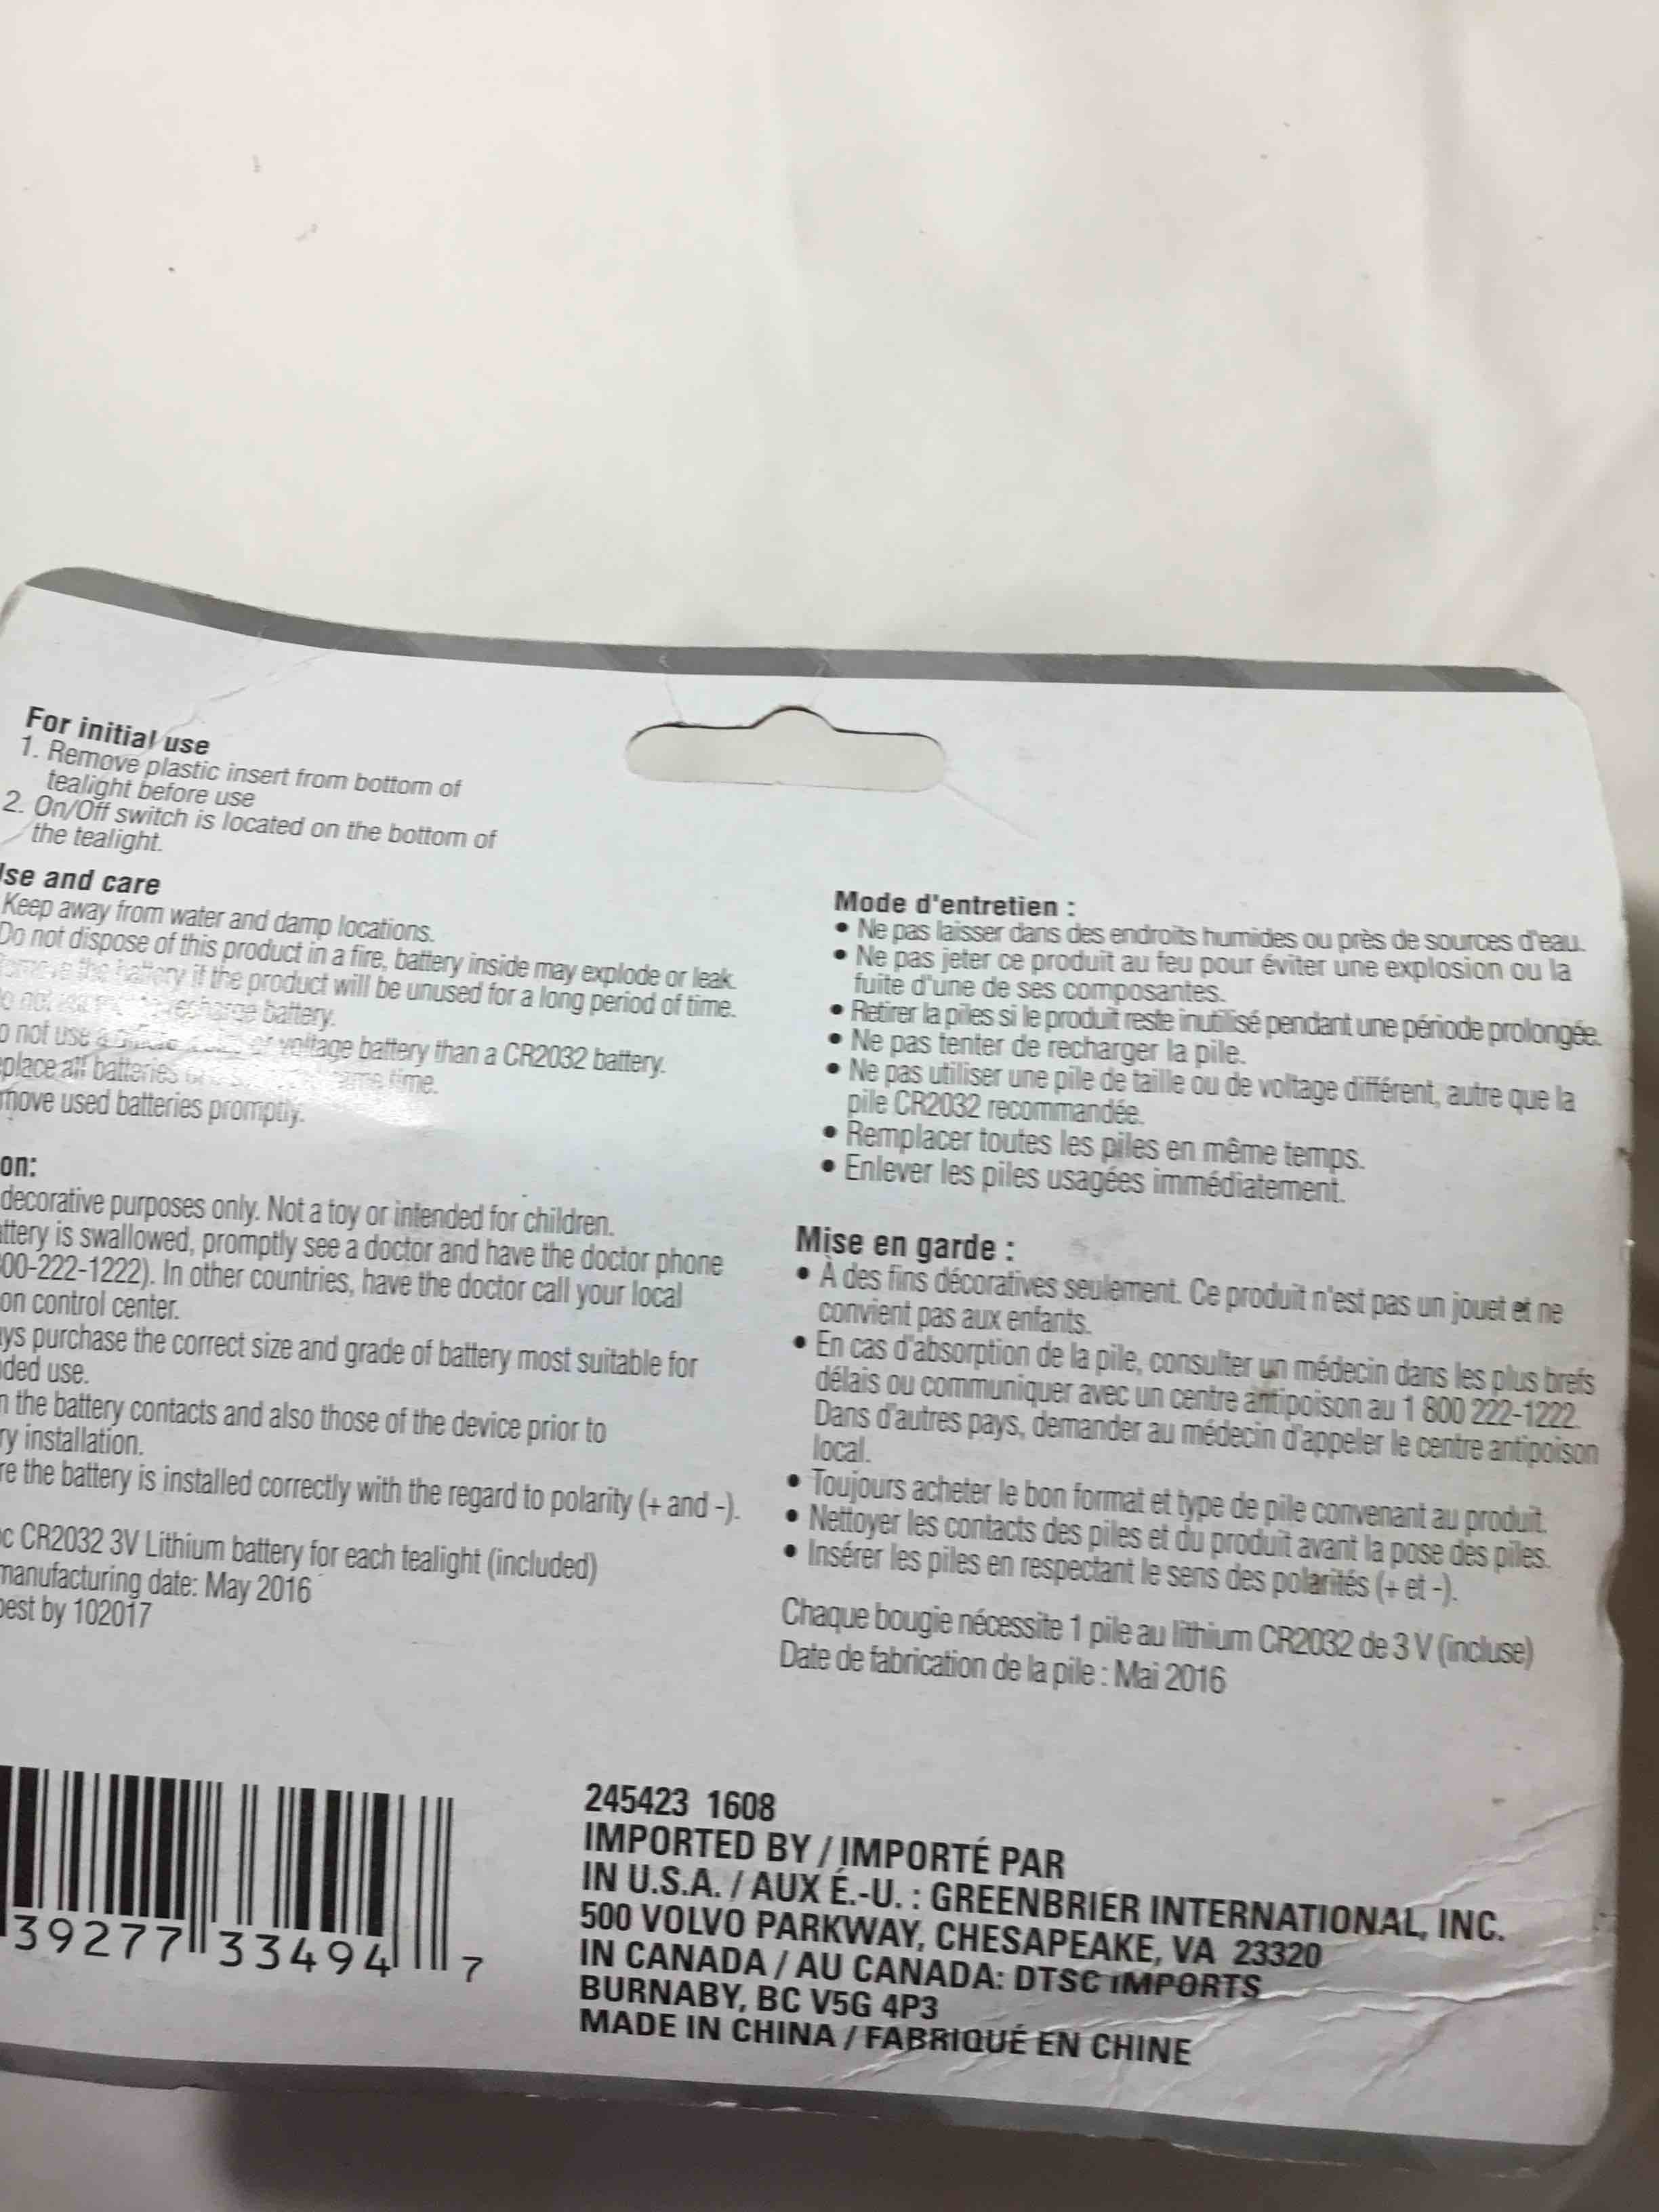 For initial use
1. Remove plastic insert from bottom of
tealight before use
2. On/Off switch is located on the bottom of
the tealight.
Use and care
Keep away from water and damp locations.
Do not dispose of this product in a fire, battery inside may explode or leak.
the battery if the product will be unused for a long period of time.
recharge battery.
not use a or voltage battery than a CR2032 battery.
all batteries time.
used batteries promptly.
on:
decorative purposes only. Not a toy or intended for children.
is swallowed, promptly see a doctor and have the doctor phone
00-222-1222). In other countries, have the doctor call your local
on control center.
purchase the correct size and grade of battery most suitable for
use.
the battery contacts and also those of the device prior to
installation.
the battery is installed correctly with the regard to polarity (+ and -).
CR2032 3V Lithium battery for each tealight (included)
manufacturing date: May 2016
best by 102017
39277 33494 7
Mode d'entretien :
• Ne pas laisser dans des endroits humides ou près de sources d'eau.
• Ne pas jeter ce produit au feu pour éviter une explosion ou la
fuite d'une de ses composantes.
• Retirer la piles si le produit reste inutilisé pendant une période prolongée.
• Ne pas tenter de recharger la pile.
• Ne pas utiliser une pile de taille ou de voltage différent, autre que la
pile CR2032 recommandée.
• Remplacer toutes les piles en même temps.
• Enlever les piles usagées immédiatement.
Mise en garde :
• À des fins décoratives seulement. Ce produit n'est pas un jouet et ne
convient pas aux enfants.
• En cas d'absorption de la pile, consulter un médecin dans les plus brefs
délais ou communiquer avec un centre antipoison au 1 800 222-1222.
Dans d'autres pays, demander au médecin d'appeler le centre antipoison
local.
• Toujours acheter le bon format et type de pile convenant au produit.
• Nettoyer les contacts des piles et du produit avant la pose des piles.
• Insérer les piles en respectant le sens des polarités (+ et -).
Chaque bougie nécessite 1 pile au lithium CR2032 de 3 V (incluse)
Date de fabrication de la pile : Mai 2016
245423 1608
IMPORTED BY / IMPORTÉ PAR
IN U.S.A. / AUX É.-U. : GREENBRIER INTERNATIONAL, INC.
500 VOLVO PARKWAY, CHESAPEAKE, VA 23320
IN CANADA / AU CANADA: DTSC IMPORTS
BURNABY, BC V5G 4P3
MADE IN CHINA / FABRIQUÉ EN CHINE